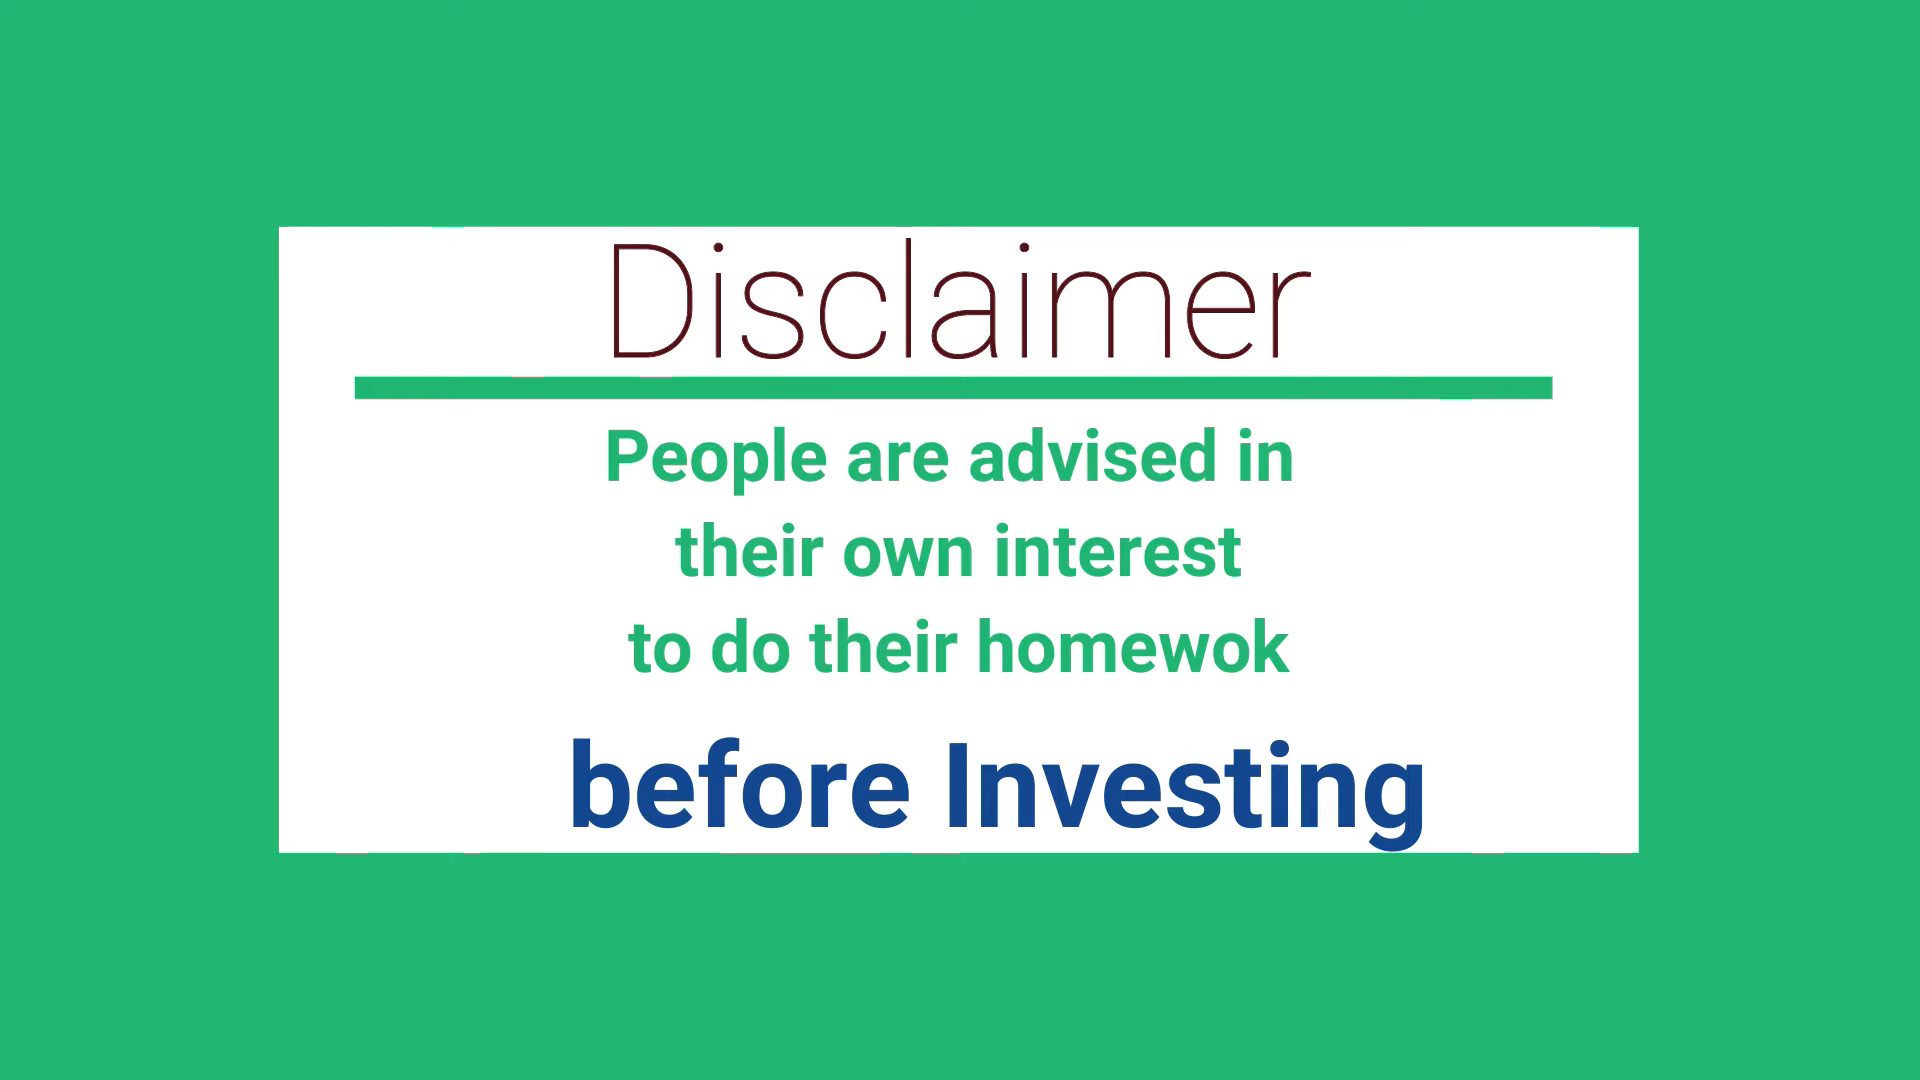 Disclaimer
People are advised in
their own interest
to do their homewok
before Investing